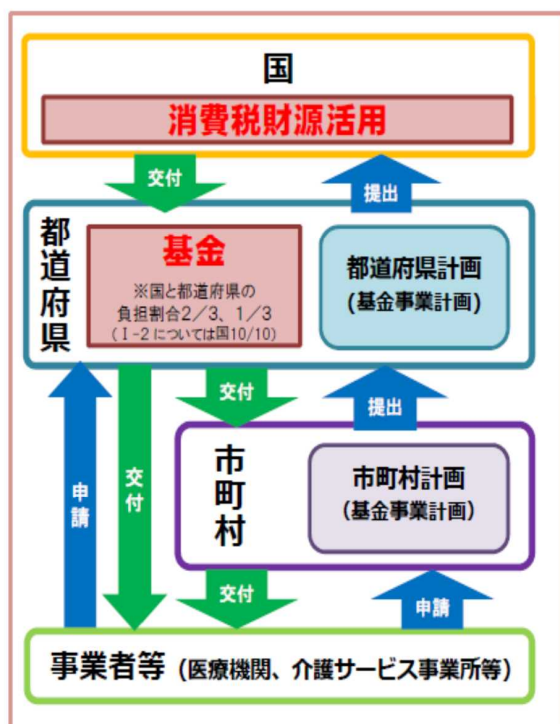 国
消費税財源活用
交付
提出
都道府県
基金
※国と都道府県の
負担割合2/3、1/3
(Ⅰ-2については国10/10)
都道府県計画
(基金事業計画)
交付
提出
申請
交付
市町村
市町村計画
(基金事業計画)
交付
申請
事業者等 (医療機関、介護サービス事業所等)